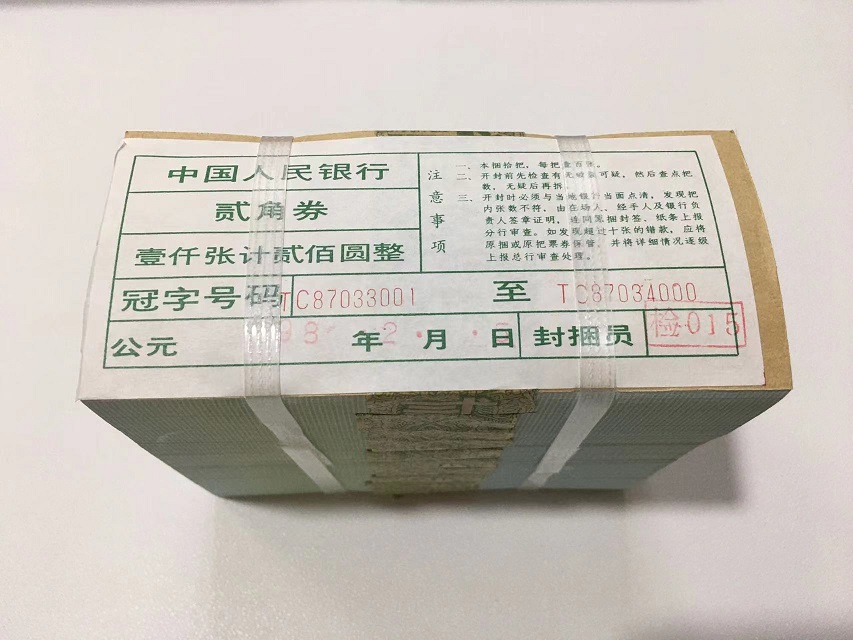 中国人民银行
贰角券
壹仟张计贰佰圆整
注意事项
一、本捆拾把，每把壹百张。
二、开封前先检查有无破绽可疑，然后查点把
数，无疑后再拆
三、开封时必须与当地银行当面点清，发现把
内张数不符，由在场人、经手人及银行负
责人签章证明，连同原捆封签、纸条上报
分行审查。如发现超过十张的错款，应将
原捆或原把票券保管，并将详细情况逐级
上报总行审查处理。
冠字号码 TC87033001 至 TC87034000
公元 98 年 2 月 日 封捆员 检015